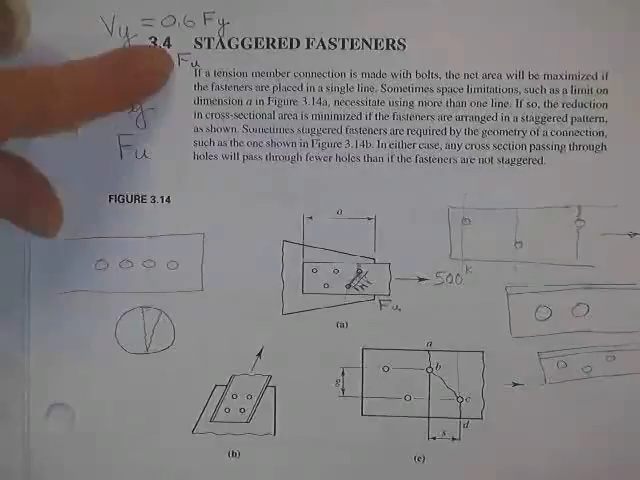 Vy = 0.6 Fy
3.4 STAGGERED FASTENERS
Fu
If a tension member connection is made with bolts, the net area will be maximized if
the fasteners are placed in a single line. Sometimes space limitations, such as a limit on
dimension a in Figure 3.14a, necessitate using more than one line. If so, the reduction
in cross-sectional area is minimized if the fasteners are arranged in a staggered pattern,
as shown. Sometimes staggered fasteners are required by the geometry of a connection,
such as the one shown in Figure 3.14b. In either case, any cross section passing through
holes will pass through fewer holes than if the fasteners are not staggered.
y
Fu
FIGURE 3.14
a
500 K
Fu
(a)
a
b
g
c
s
d
(b)
(c)